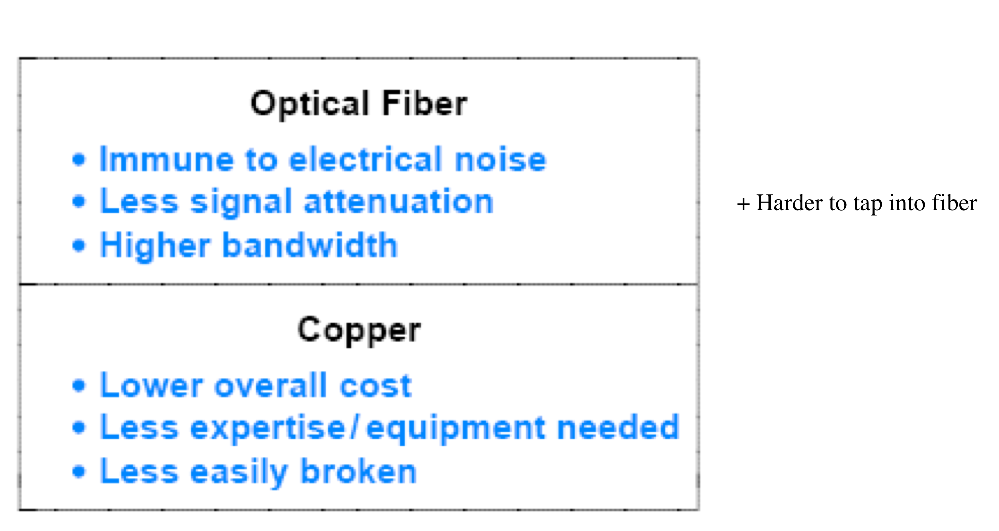 Optical Fiber
• Immune to electrical noise
• Less signal attenuation
+ Harder to tap into fiber
• Higher bandwidth
Copper
• Lower overall cost
• Less expertise/equipment needed
• Less easily broken